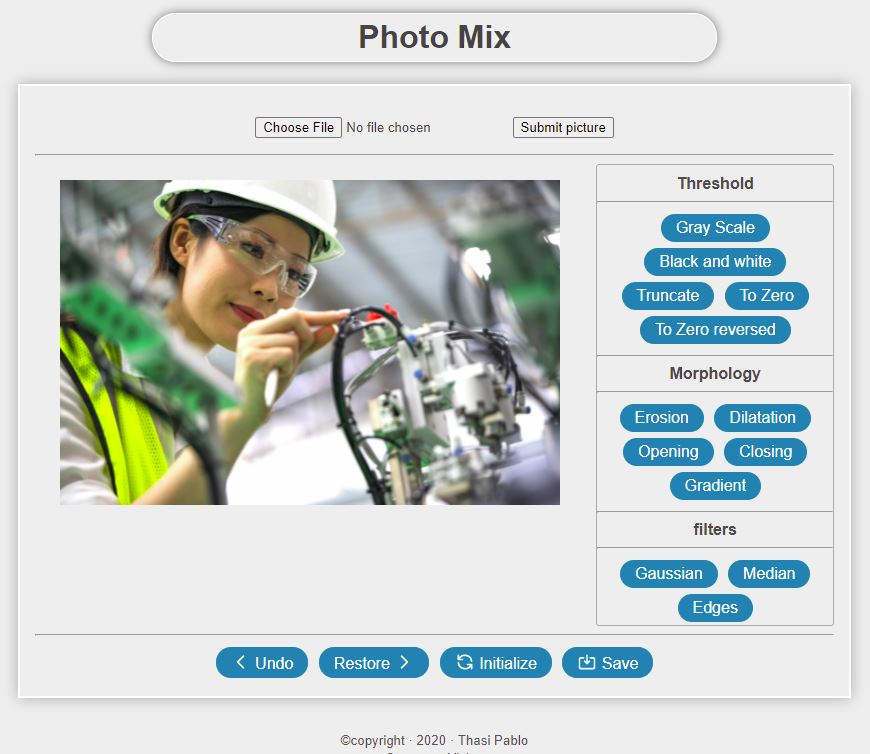 Photo Mix
Choose File No file chosen Submit picture
Threshold
Gray Scale
Black and white
Truncate To Zero
To Zero reversed
Morphology
Erosion Dilatation
Opening Closing
Gradient
filters
Gaussian Median
Edges
Undo Restore Initialize Save
©copyright · 2020 · Thasi Pablo